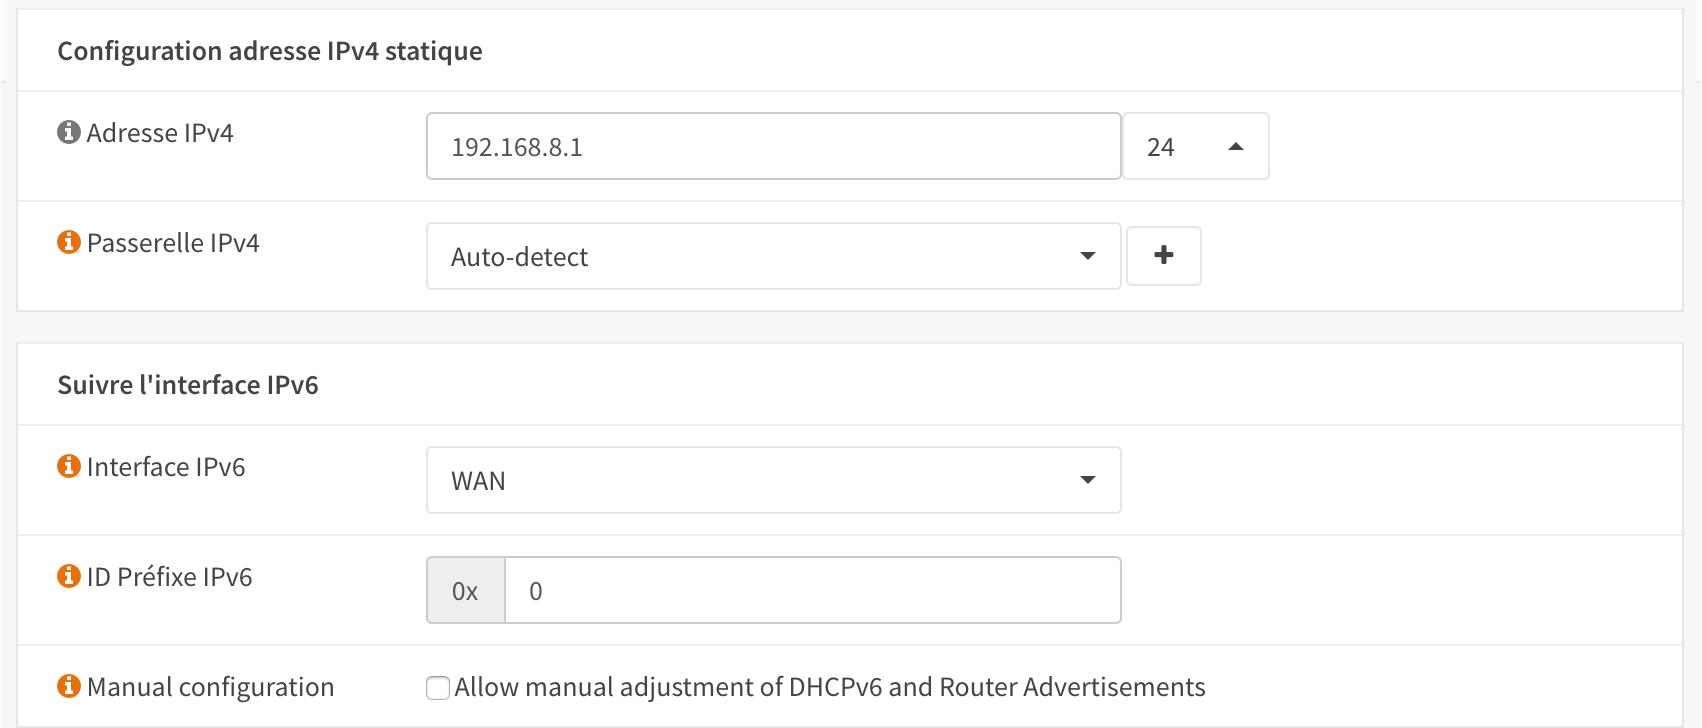 Configuration adresse IPv4 statique
Adresse IPv4
192.168.8.1
24
Passerelle IPv4
Auto-detect
Suivre l'interface IPv6
Interface IPv6
WAN
ID Préfixe IPv6
0x
0
Manual configuration
Allow manual adjustment of DHCPv6 and Router Advertisements